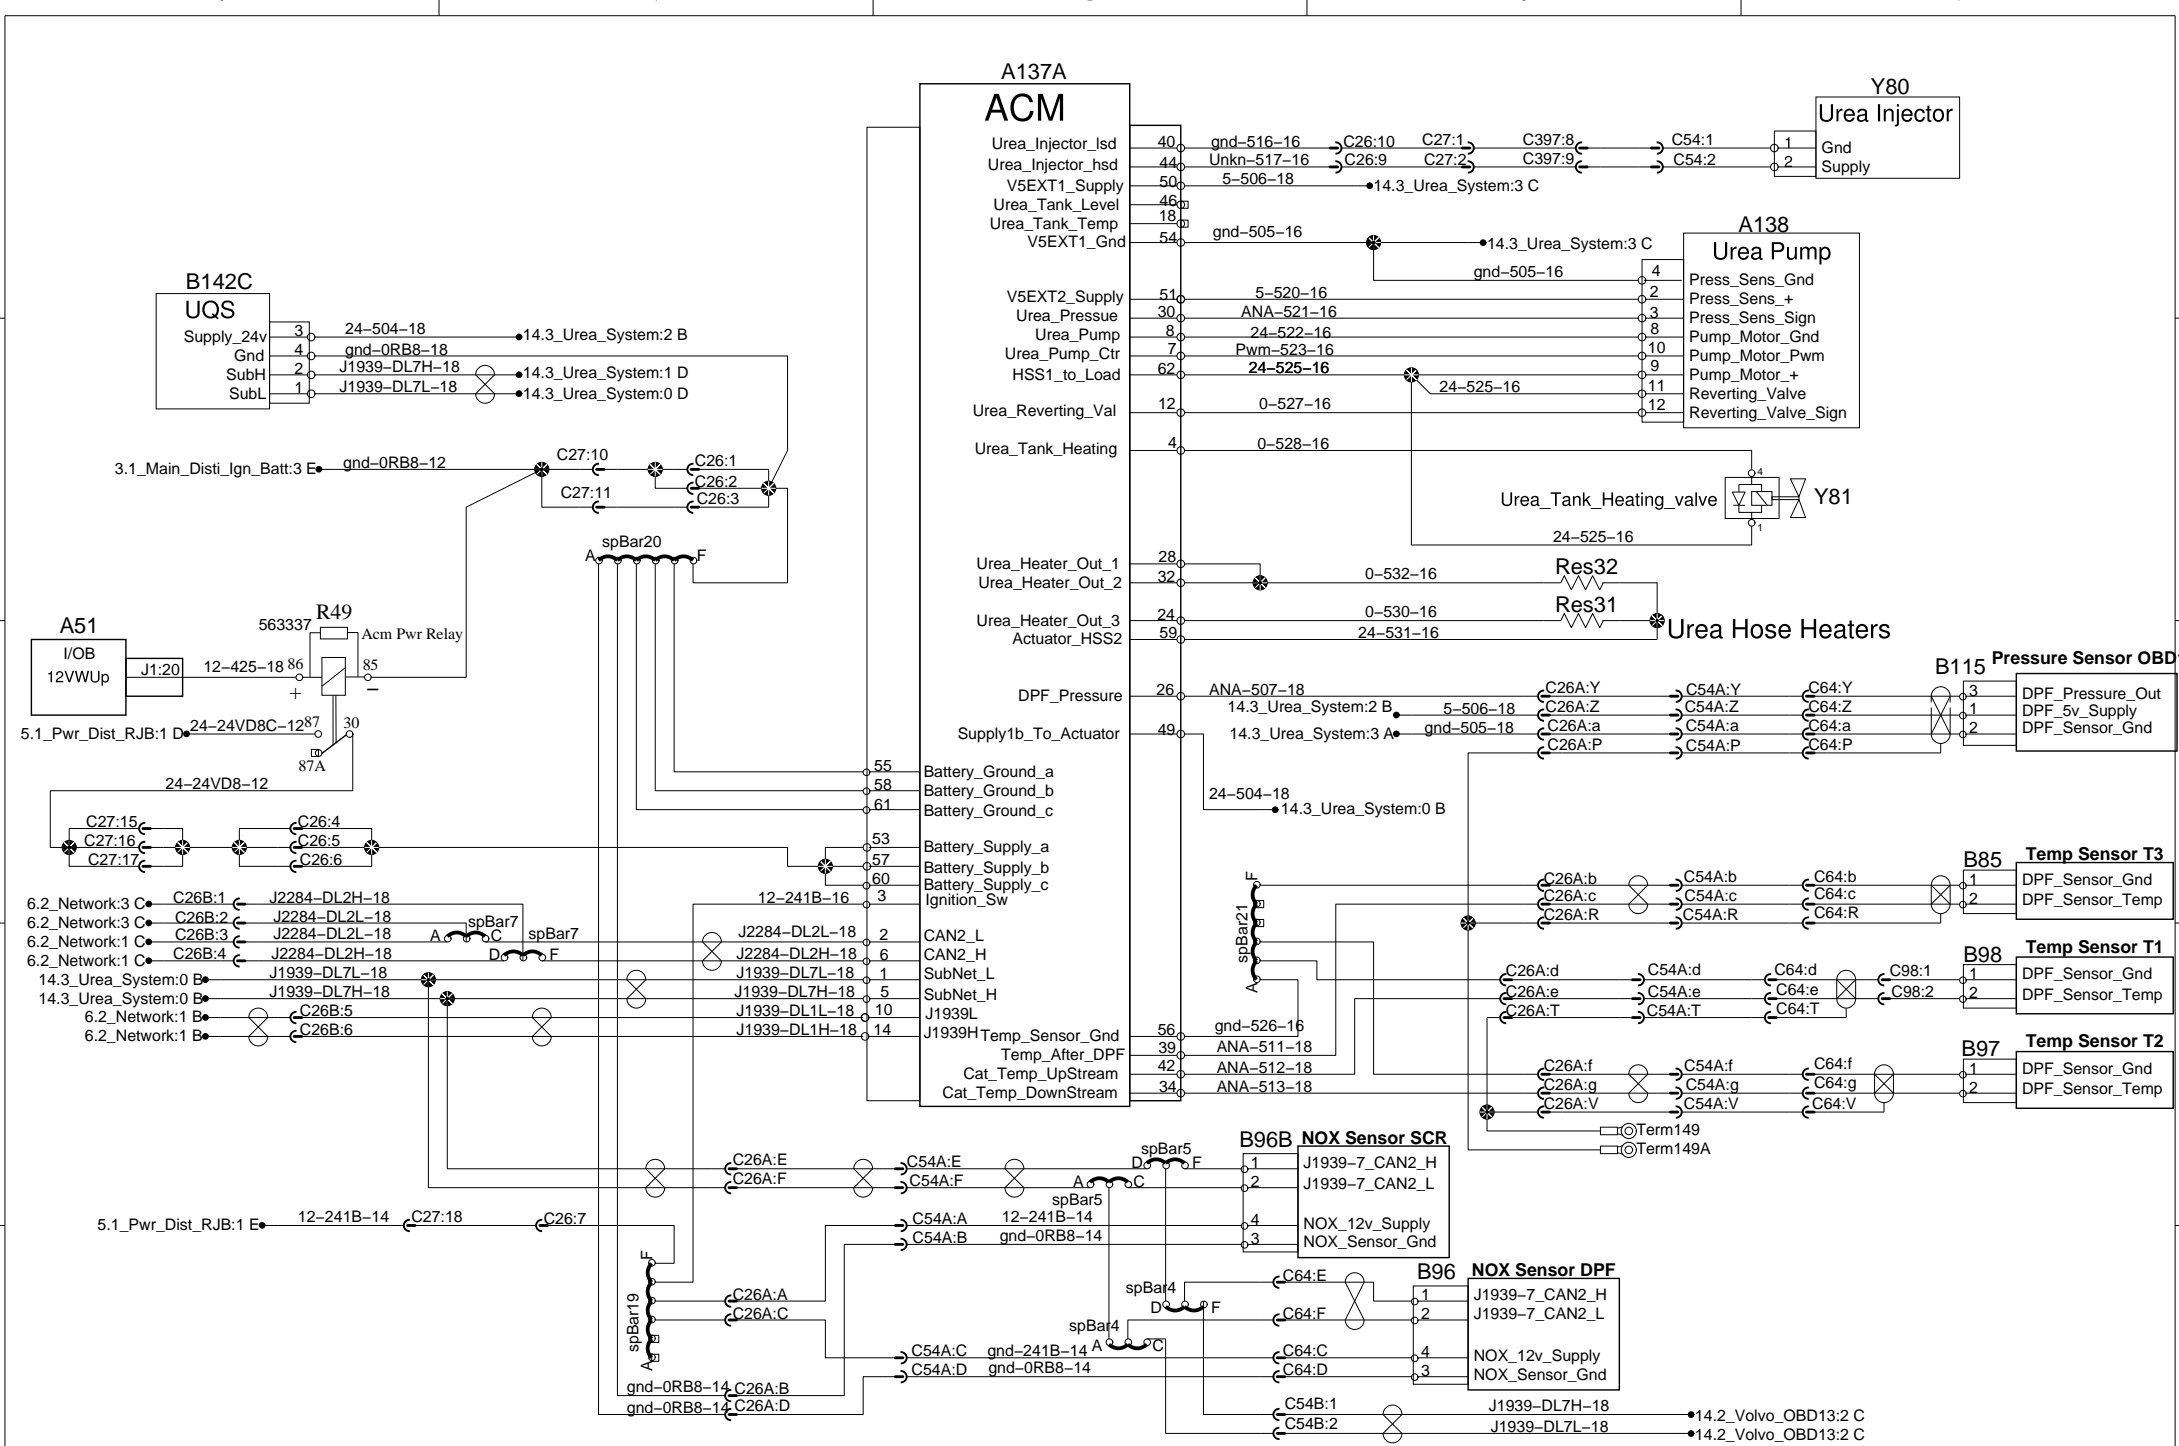 A137A
ACM
Urea_Injector_lsd 40 gnd-516-16 C26:10 C27:1 C397:8 C54:1
Urea_Injector_hsd 44 Unkn-517-16 C26:9 C27:2 C397:9 C54:2
V5EXT1_Supply 50 5-506-18 14.3_Urea_System:3 C
Urea_Tank_Level 46
Urea_Tank_Temp 18
V5EXT1_Gnd 54 gnd-505-16 14.3_Urea_System:3 C
gnd-505-16
V5EXT2_Supply 51 5-520-16
Urea_Pressue 30 ANA-521-16
Urea_Pump 8 24-522-16
Urea_Pump_Ctr 7 Pwm-523-16
HSS1_to_Load 62 24-525-16
24-525-16
Urea_Reverting_Val 12 0-527-16
Urea_Tank_Heating 4 0-528-16
Y80
Urea Injector
1 Gnd
2 Supply
A138
Urea Pump
4 Press_Sens_Gnd
2 Press_Sens_+
3 Press_Sens_Sign
8 Pump_Motor_Gnd
10 Pump_Motor_Pwm
9 Pump_Motor_+
11 Reverting_Valve
12 Reverting_Valve_Sign
4
Urea_Tank_Heating_valve Y81
1
24-525-16
Urea_Heater_Out_1 28
Urea_Heater_Out_2 32 0-532-16 Res32
Urea_Heater_Out_3 24 0-530-16 Res31
Actuator_HSS2 59 24-531-16
Urea Hose Heaters
B142C
UQS
Supply_24v 3 24-504-18 14.3_Urea_System:2 B
Gnd 4 gnd-0RB8-18
SubH 2 J1939-DL7H-18 14.3_Urea_System:1 D
SubL 1 J1939-DL7L-18 14.3_Urea_System:0 D
3.1_Main_Disti_Ign_Batt:3 E gnd-0RB8-12 C27:10 C26:1
C26:2
C27:11 C26:3
A spBar20 F
A51
I/OB
12VWUp
J1:20 12-425-18 86 85
+ -
R49
563337 Acm Pwr Relay
5.1_Pwr_Dist_RJB:1 D 24-24VD8C-12 87 30
87A
24-24VD8-12
C27:15 C26:4
C27:16 C26:5
C27:17 C26:6
55 Battery_Ground_a
58 Battery_Ground_b
61 Battery_Ground_c
53 Battery_Supply_a
57 Battery_Supply_b
60 Battery_Supply_c
12-241B-16 3 Ignition_Sw
6.2_Network:3 C C26B:1 J2284-DL2H-18
6.2_Network:3 C C26B:2 J2284-DL2L-18
6.2_Network:1 C C26B:3 J2284-DL2L-18 A spBar7 C J2284-DL2L-18 2 CAN2_L
6.2_Network:1 C C26B:4 J2284-DL2H-18 D spBar7 F J2284-DL2H-18 6 CAN2_H
14.3_Urea_System:0 B J1939-DL7L-18 J1939-DL7L-18 1 SubNet_L
14.3_Urea_System:0 B J1939-DL7H-18 J1939-DL7H-18 5 SubNet_H
6.2_Network:1 B C26B:5 J1939-DL1L-18 10 J1939L
6.2_Network:1 B C26B:6 J1939-DL1H-18 14 J1939H
DPF_Pressure 26 ANA-507-18 C26A:Y C54A:Y C64:Y
14.3_Urea_System:2 B 5-506-18 C26A:Z C54A:Z C64:Z
14.3_Urea_System:3 A gnd-505-18 C26A:a C54A:a C64:a
C26A:P C54A:P C64:P
Supply1b_To_Actuator 49
24-504-18
14.3_Urea_System:0 B
B115 Pressure Sensor OBD
3 DPF_Pressure_Out
1 DPF_5v_Supply
2 DPF_Sensor_Gnd
F spBar21 A
C26A:b C54A:b C64:b
C26A:c C54A:c C64:c
C26A:R C54A:R C64:R
B85 Temp Sensor T3
1 DPF_Sensor_Gnd
2 DPF_Sensor_Temp
C26A:d C54A:d C64:d C98:1
C26A:e C54A:e C64:e C98:2
C26A:T C54A:T C64:T
B98 Temp Sensor T1
1 DPF_Sensor_Gnd
2 DPF_Sensor_Temp
Temp_Sensor_Gnd 56 gnd-526-16
Temp_After_DPF 39 ANA-511-18
Cat_Temp_UpStream 42 ANA-512-18
Cat_Temp_DownStream 34 ANA-513-18
C26A:f C54A:f C64:f
C26A:g C54A:g C64:g
C26A:V C54A:V C64:V
B97 Temp Sensor T2
1 DPF_Sensor_Gnd
2 DPF_Sensor_Temp
Term149
Term149A
C26A:E C54A:E D spBar5 F
C26A:F C54A:F A C
spBar5
B96B NOX Sensor SCR
1 J1939-7_CAN2_H
2 J1939-7_CAN2_L
4 NOX_12v_Supply
3 NOX_Sensor_Gnd
5.1_Pwr_Dist_RJB:1 E 12-241B-14 C27:18 C26:7
C54A:A 12-241B-14
C54A:B gnd-0RB8-14
F spBar19 A
C26A:A
C26A:C
spBar4 D F C64:E
spBar4 A C C64:F
C54A:C gnd-241B-14 C64:C
C54A:D gnd-0RB8-14 C64:D
B96 NOX Sensor DPF
1 J1939-7_CAN2_H
2 J1939-7_CAN2_L
4 NOX_12v_Supply
3 NOX_Sensor_Gnd
gnd-0RB8-14 C26A:B
gnd-0RB8-14 C26A:D
C54B:1 J1939-DL7H-18 14.2_Volvo_OBD13:2 C
C54B:2 J1939-DL7L-18 14.2_Volvo_OBD13:2 C